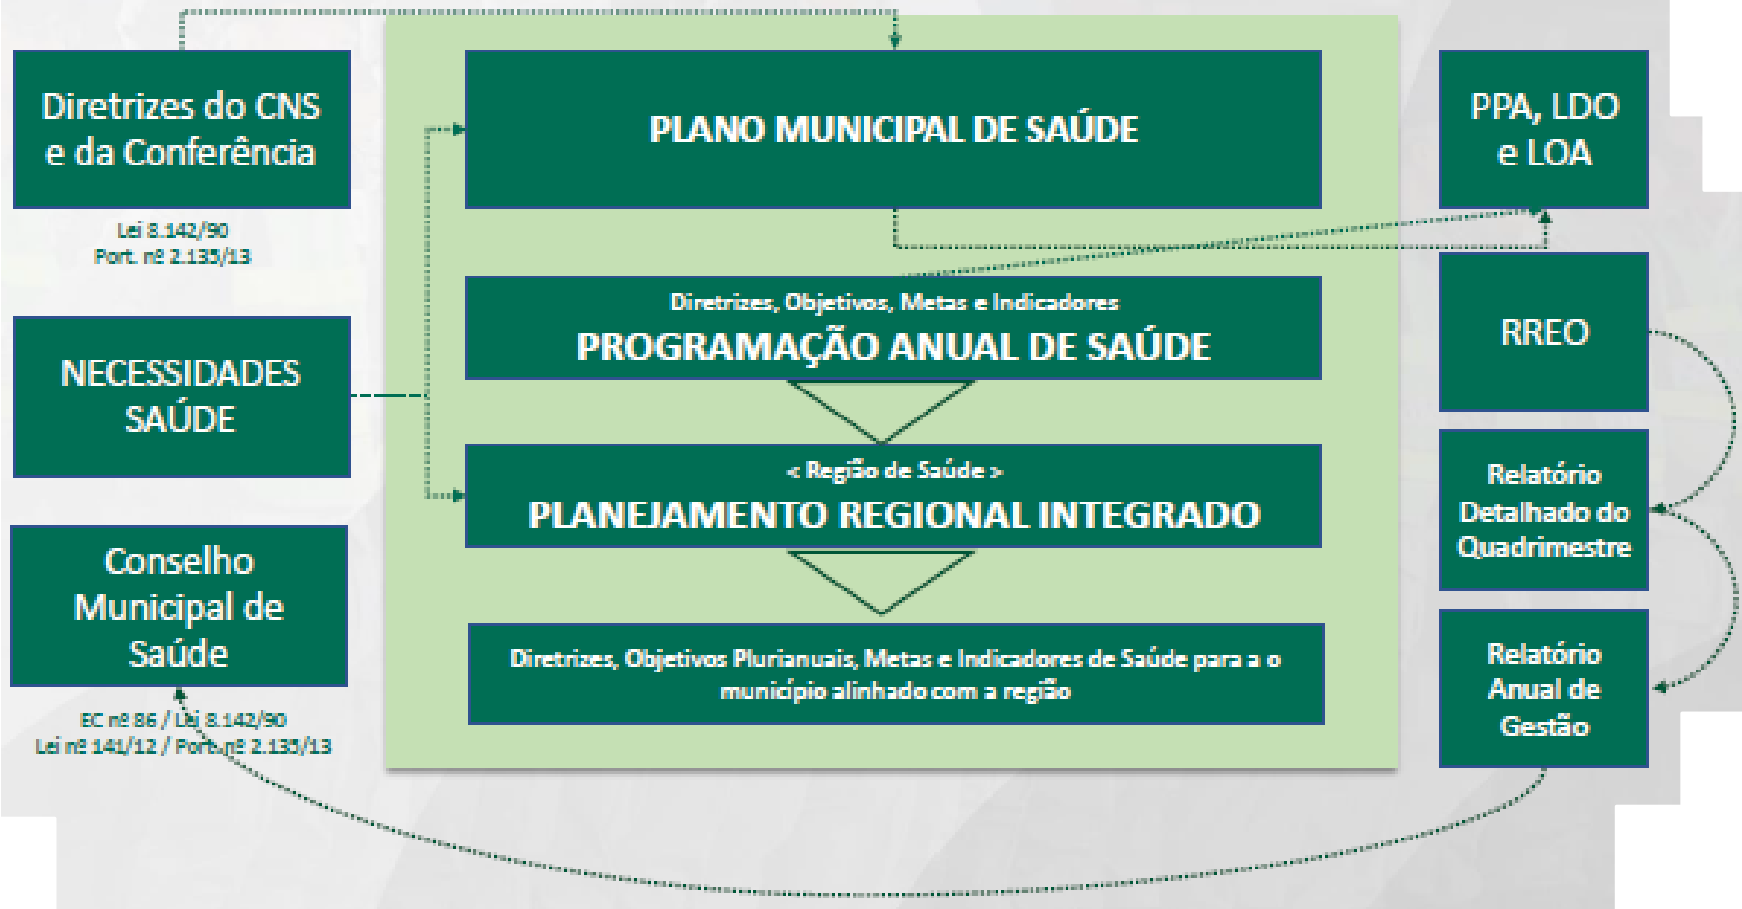 Diretrizes do CNS
e da Conferência
Lei 8.142/90
Port. nº 2.135/13
NECESSIDADES
SAÚDE
Conselho
Municipal de
Saúde
EC nº 86 / Lei 8.142/90
Lei nº 141/12 / Port. nº 2.135/13
PLANO MUNICIPAL DE SAÚDE
Diretrizes, Objetivos, Metas e Indicadores
PROGRAMAÇÃO ANUAL DE SAÚDE
< Região de Saúde >
PLANEJAMENTO REGIONAL INTEGRADO
Diretrizes, Objetivos Plurianuais, Metas e Indicadores de Saúde para a o
município alinhado com a região
PPA, LDO
e LOA
RREO
Relatório
Detalhado do
Quadrimestre
Relatório
Anual de
Gestão